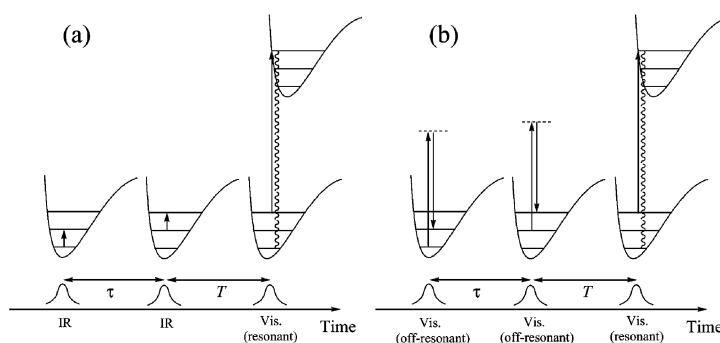 (a)
(b)
τ
T
τ
T
IR
IR
Vis.
(resonant)
Time
Vis.
(off-resonant)
Vis.
(off-resonant)
Vis.
(resonant)
Time